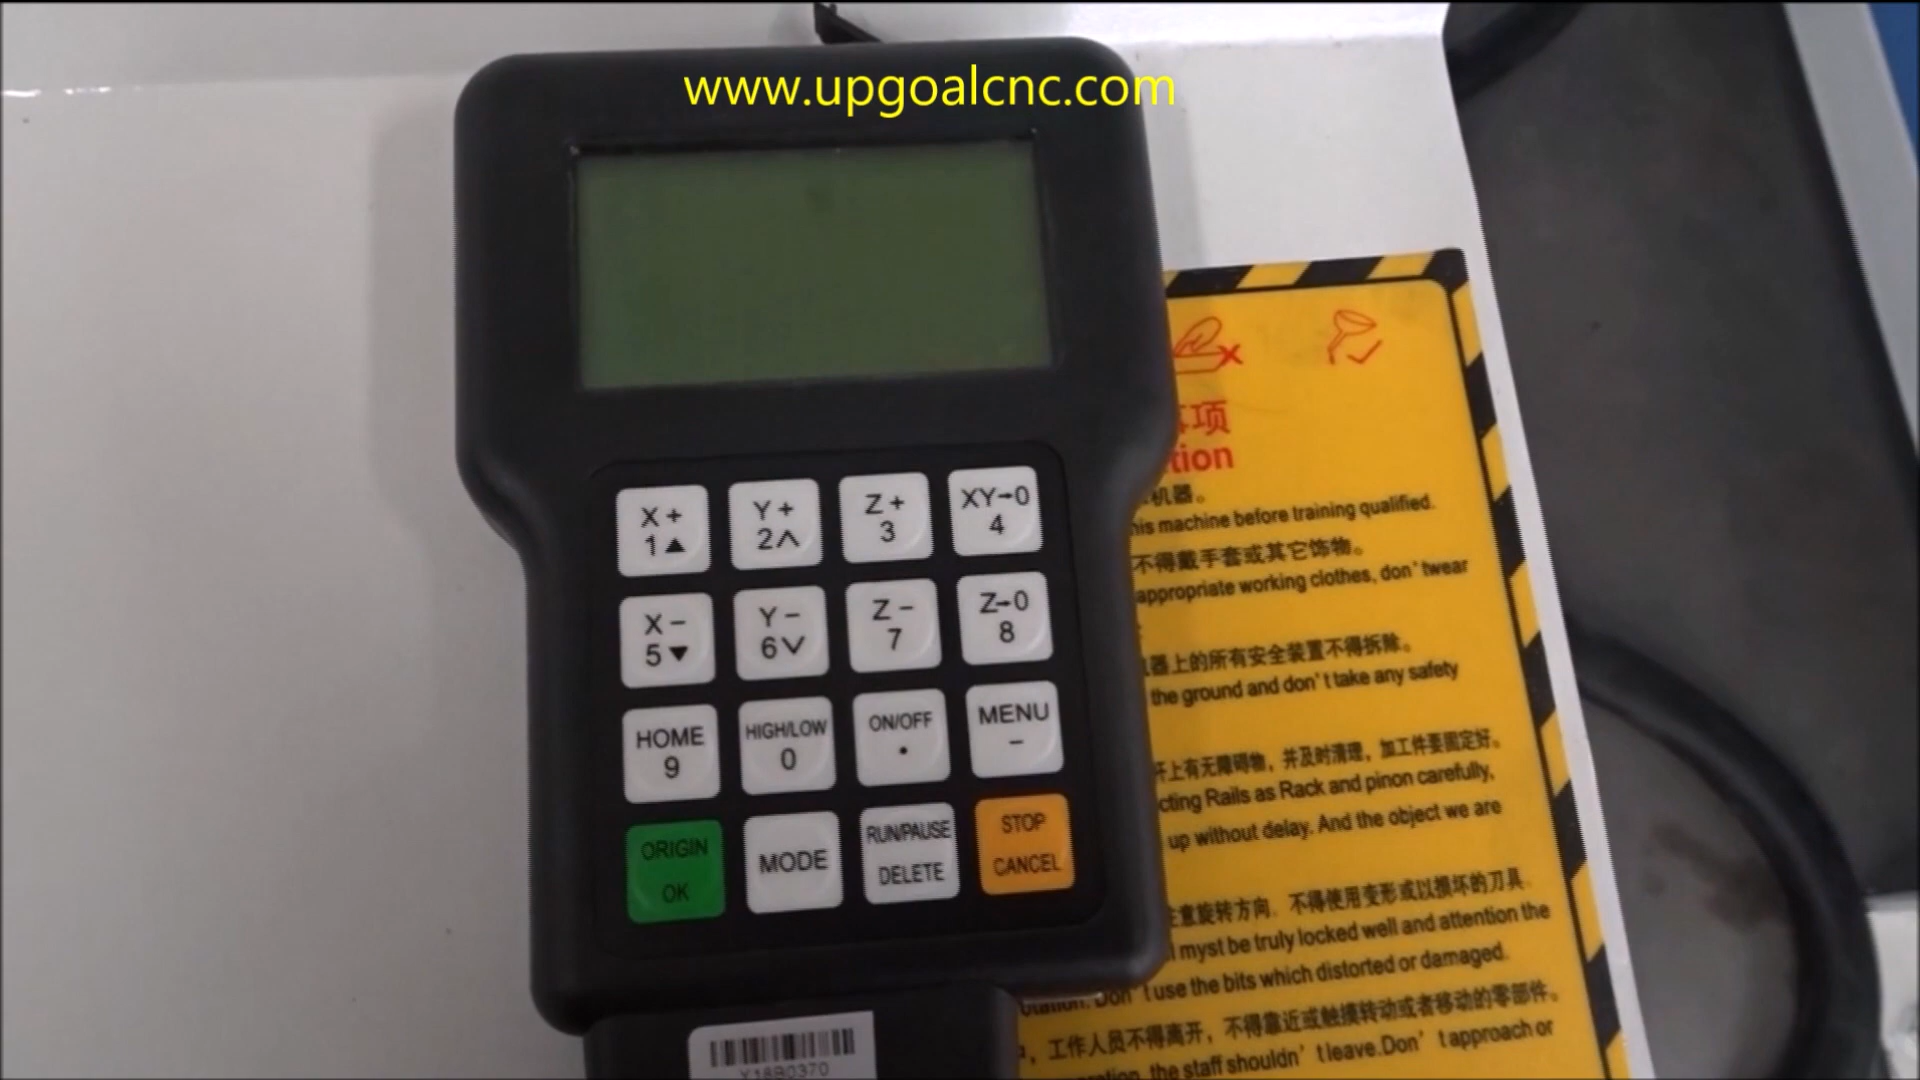 www.upgoalcnc.com
X+ Y+ Z+ XY→0
1▲ 2∧ 3 4
X- Y- Z- Z→0
5▼ 6∨ 7 8
HOME HIGH/LOW ON/OFF MENU
9 0 • -
ORIGIN MODE RUN/PAUSE STOP
OK DELETE CANCEL
Y18B0370
项
tion
机器。
his machine before training qualified.
不得戴手套或其它饰物。
appropriate working clothes, don't wear
器上的所有安全装置不得拆除。
the ground and don't take any safety
杆上有无障碍物，并及时清理，加工件要固定好。
cting Rails as Rack and pinon carefully,
up without delay. And the object we are
意旋转方向，不得使用变形或以损坏的刀具
myst be truly locked well and attention the
Don't use the bits which distorted or damaged.
，工作人员不得离开，不得靠近或触摸转动或者移动的零部件。
the staff shouldn't leave.Don't approach or